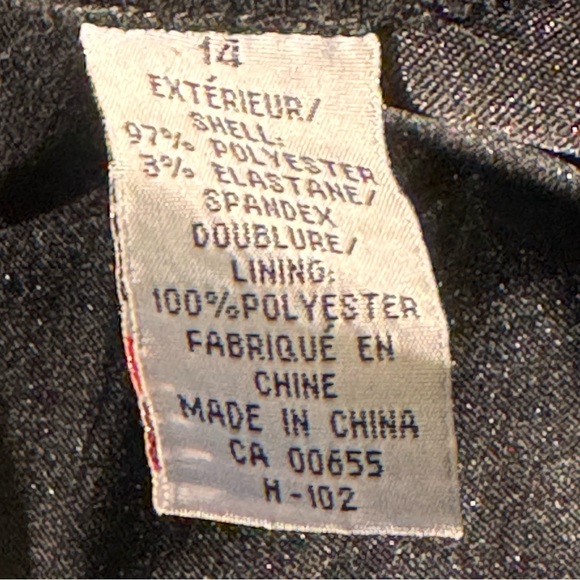 14
EXTÉRIEUR/
SHELL:
97% POLYESTER
3% ÉLASTANE/
SPANDEX
DOUBLURE/
LINING:
100%POLYESTER
FABRIQUÉ EN
CHINE
MADE IN CHINA
CA 00655
H-102